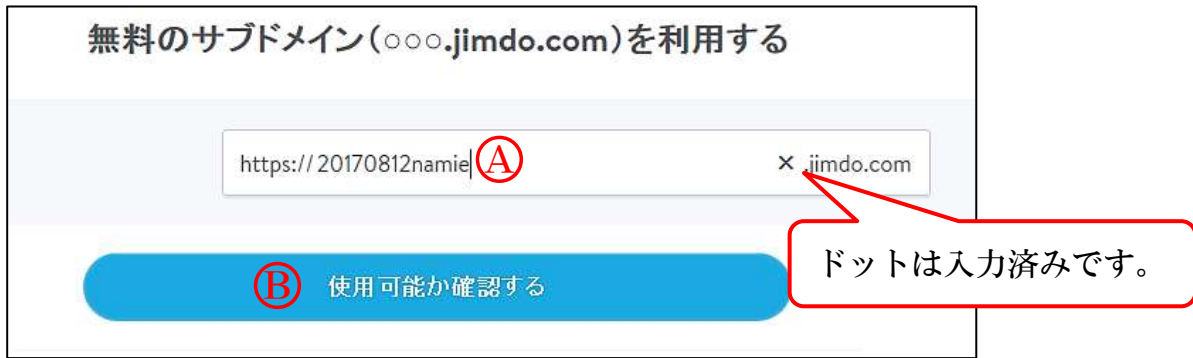 無料のサブドメイン(○○○.jimdo.com)を利用する
https://20170812namie Ⓐ × .jimdo.com
ドットは入力済みです。
Ⓑ 使用可能か確認する